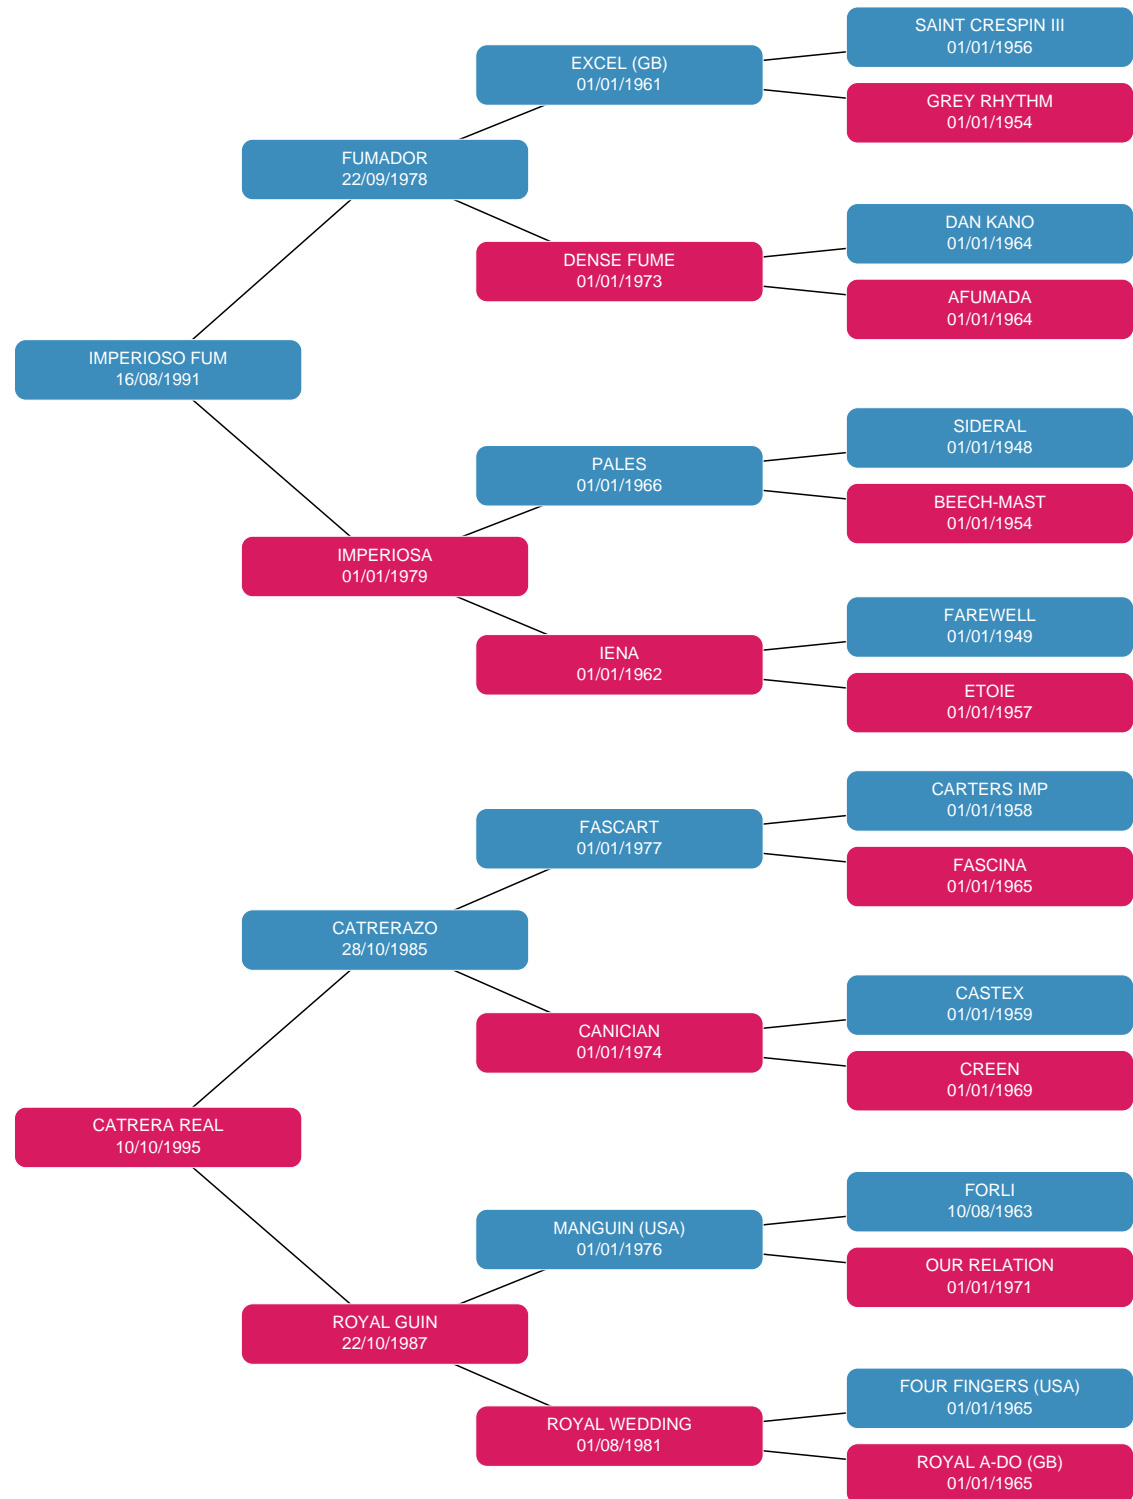 SAINT CRESPIN III
01/01/1956
EXCEL (GB)
01/01/1961
GREY RHYTHM
01/01/1954
FUMADOR
22/09/1978
DAN KANO
01/01/1964
DENSE FUME
01/01/1973
AFUMADA
01/01/1964
IMPERIOSO FUM
16/08/1991
SIDERAL
01/01/1948
PALES
01/01/1966
BEECH-MAST
01/01/1954
IMPERIOSA
01/01/1979
FAREWELL
01/01/1949
IENA
01/01/1962
ETOIE
01/01/1957
CARTERS IMP
01/01/1958
FASCART
01/01/1977
FASCINA
01/01/1965
CATRERAZO
28/10/1985
CASTEX
01/01/1959
CANICIAN
01/01/1974
CREEN
01/01/1969
CATRERA REAL
10/10/1995
FORLI
10/08/1963
MANGUIN (USA)
01/01/1976
OUR RELATION
01/01/1971
ROYAL GUIN
22/10/1987
FOUR FINGERS (USA)
01/01/1965
ROYAL WEDDING
01/08/1981
ROYAL A-DO (GB)
01/01/1965